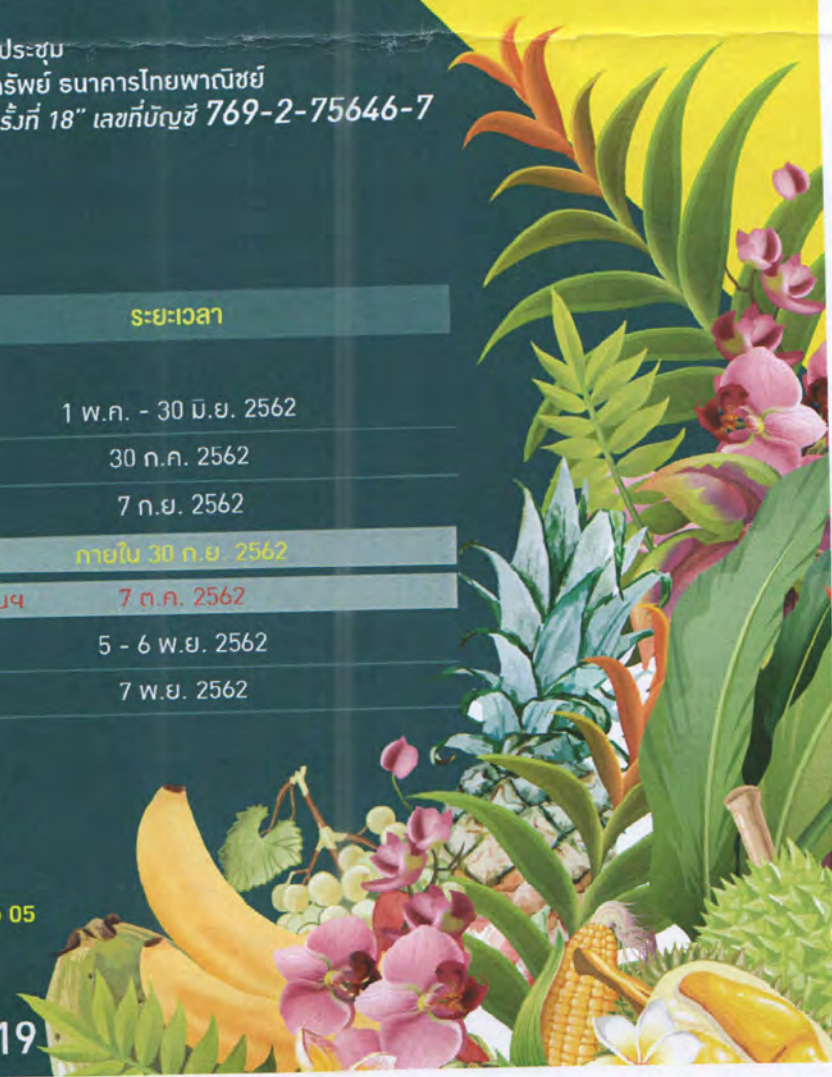 ประชุม
ธนาคารไทยพาณิชย์
ครั้งที่ 18” เลขที่บัญชี 769-2-75646-7
ระยะเวลา
1 พ.ค. - 30 มิ.ย. 2562
30 ก.ค. 2562
7 ก.ย. 2562
ภายใน 30 ก.ย. 2562
7 ต.ค. 2562
5 - 6 พ.ย. 2562
7 พ.ย. 2562
05
19